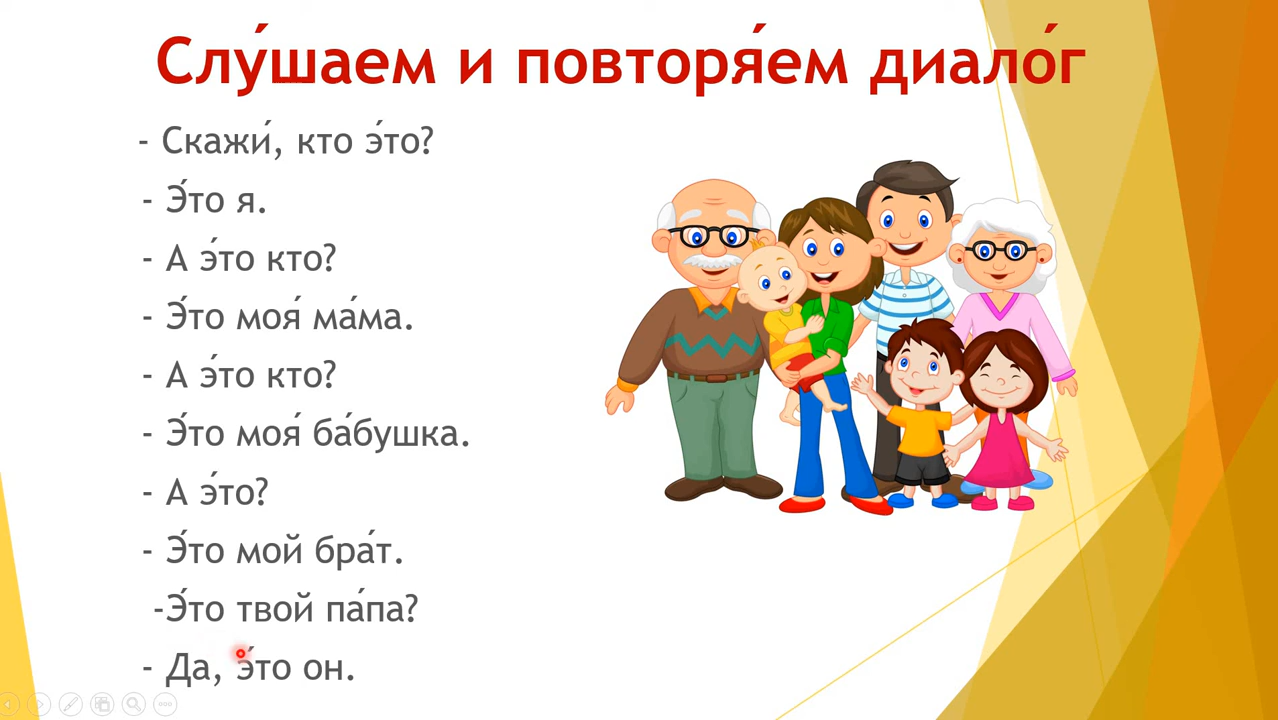 Слу́шаем и повторя́ем диало́г
- Скажи́, кто э́то?
- Э́то я.
- А э́то кто?
- Э́то моя́ ма́ма.
- А э́то кто?
- Э́то моя́ ба́бушка.
- А э́то?
- Э́то мой бра́т.
-Э́то твой па́па?
- Да, э́то он.